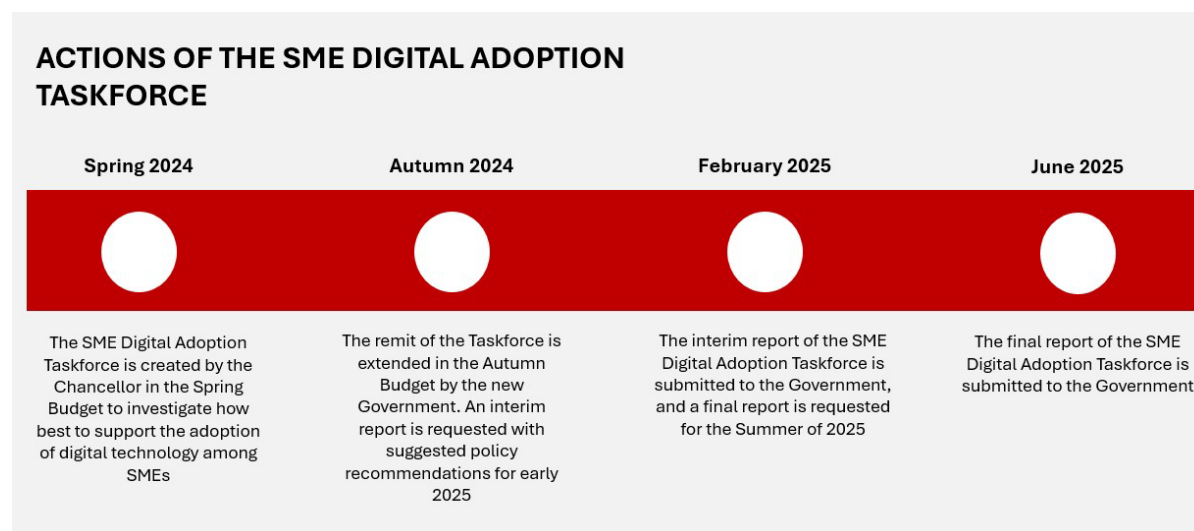 ACTIONS OF THE SME DIGITAL ADOPTION
TASKFORCE
Spring 2024
Autumn 2024
February 2025
June 2025
The SME Digital Adoption
Taskforce is created by the
Chancellor in the Spring
Budget to investigate how
best to support the adoption
of digital technology among
SMEs
The remit of the Taskforce is
extended in the Autumn
Budget by the new
Government. An interim
report is requested with
suggested policy
recommendations for early
2025
The interim report of the SME
Digital Adoption Taskforce is
submitted to the Government,
and a final report is requested
for the Summer of 2025
The final report of the SME
Digital Adoption Taskforce is
submitted to the Government